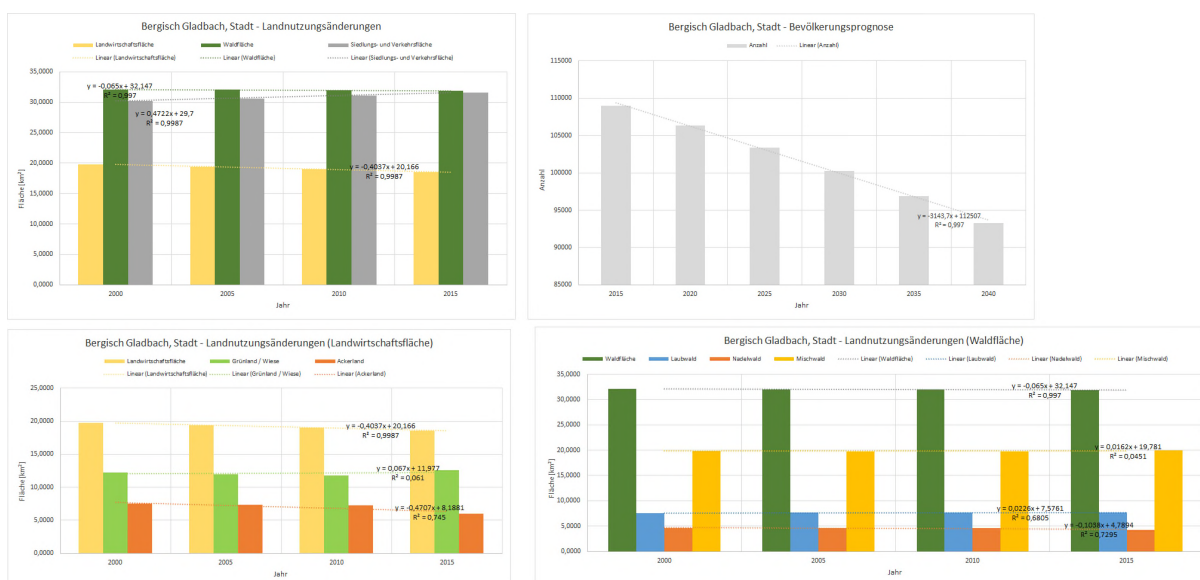 Bergisch Gladbach, Stadt - Landnutzungsänderungen
Landwirtschaftsfläche Waldfläche Siedlungs- und Verkehrsfläche
Linear (Landwirtschaftsfläche) Linear (Waldfläche) Linear (Siedlungs- und Verkehrsfläche)
35,0000
30,0000
25,0000
20,0000
15,0000
10,0000
5,0000
0,0000
Fläche [km²]
y = -0,065x + 32,147
R² = 0,997
y = 0,4722x + 29,7
R² = 0,9987
y = -0,4037x + 20,166
R² = 0,9987
2000 2005 2010 2015
Jahr
Bergisch Gladbach, Stadt - Bevölkerungsprognose
Anzahl Linear (Anzahl)
115000
110000
105000
100000
95000
90000
85000
Anzahl
y = -3143,7x + 112507
R² = 0,997
2015 2020 2025 2030 2035 2040
Jahr
Bergisch Gladbach, Stadt - Landnutzungsänderungen (Landwirtschaftsfläche)
Landwirtschaftsfläche Grünland / Wiese Ackerland
Linear (Landwirtschaftsfläche) Linear (Grünland / Wiese) Linear (Ackerland)
25,0000
20,0000
15,0000
10,0000
5,0000
0,0000
Fläche [km²]
y = -0,4037x + 20,166
R² = 0,9987
y = 0,067x + 11,977
R² = 0,061
y = -0,4707x + 8,1881
R² = 0,745
2000 2005 2010 2015
Jahr
Bergisch Gladbach, Stadt - Landnutzungsänderungen (Waldfläche)
Waldfläche Laubwald Nadelwald Mischwald Linear (Waldfläche) Linear (Laubwald) Linear (Nadelwald) Linear (Mischwald)
35,0000
30,0000
25,0000
20,0000
15,0000
10,0000
5,0000
0,0000
Fläche [km²]
y = -0,065x + 32,147
R² = 0,997
y = 0,0162x + 19,781
R² = 0,0451
y = 0,0226x + 7,5761
R² = 0,6805
y = -0,1038x + 4,7894
R² = 0,7295
2000 2005 2010 2015
Jahr